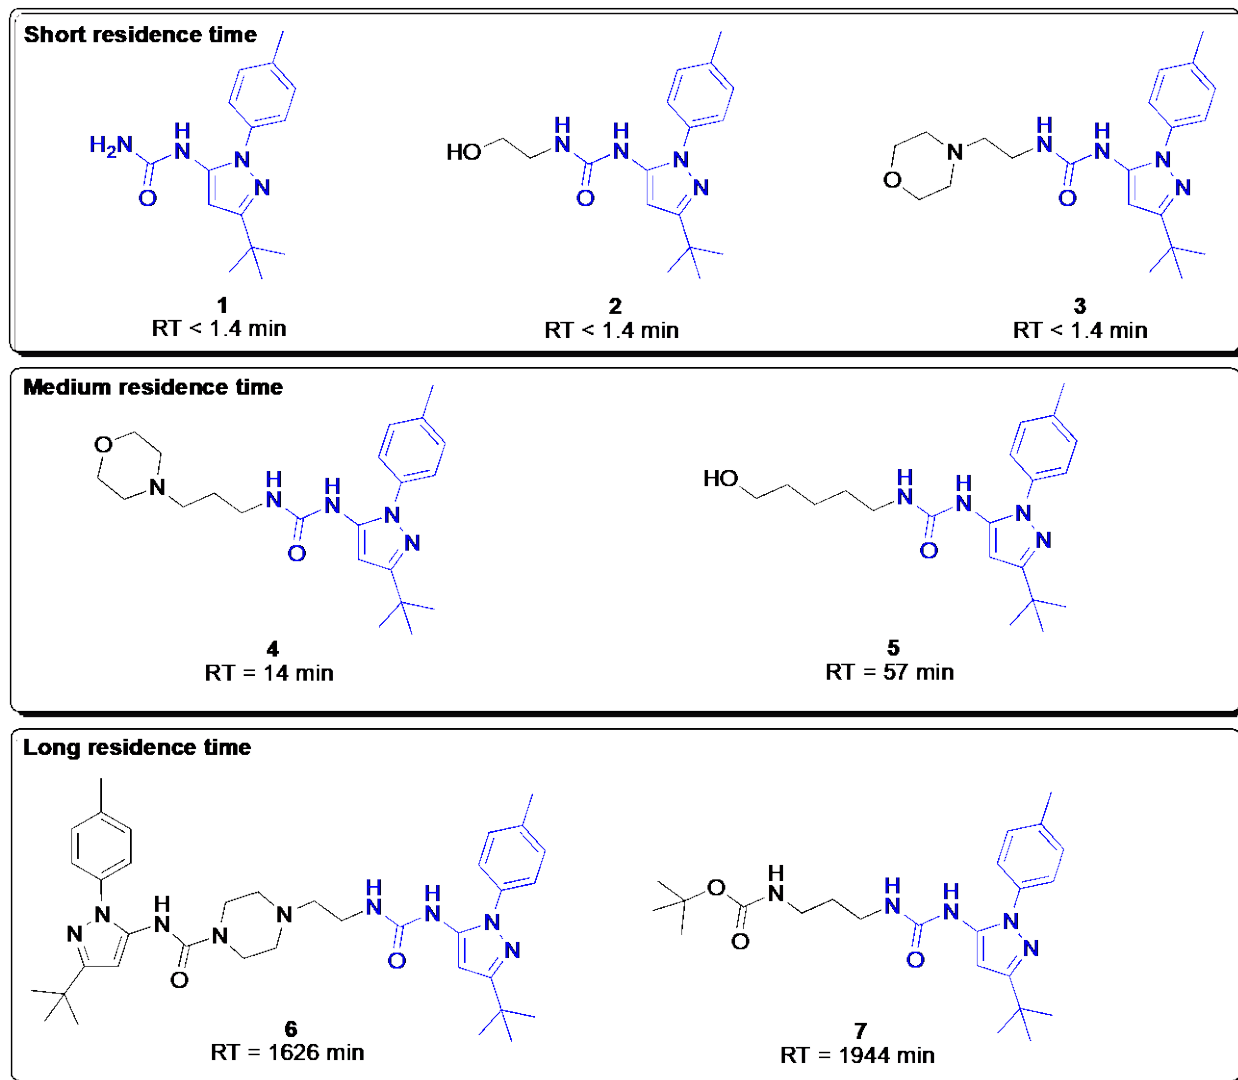 Short residence time
H
H₂N N N N O
1
RT < 1.4 min
H H
HO N N N N O
2
RT < 1.4 min
H H
N N N N N O O
3
RT < 1.4 min
Medium residence time
O N H H
N N N N O
4
RT = 14 min
HO H H
N N N N O
5
RT = 57 min
Long residence time
N N H N O N N H H
N N N N O
6
RT = 1626 min
O H N O H H
N N N N O
7
RT = 1944 min